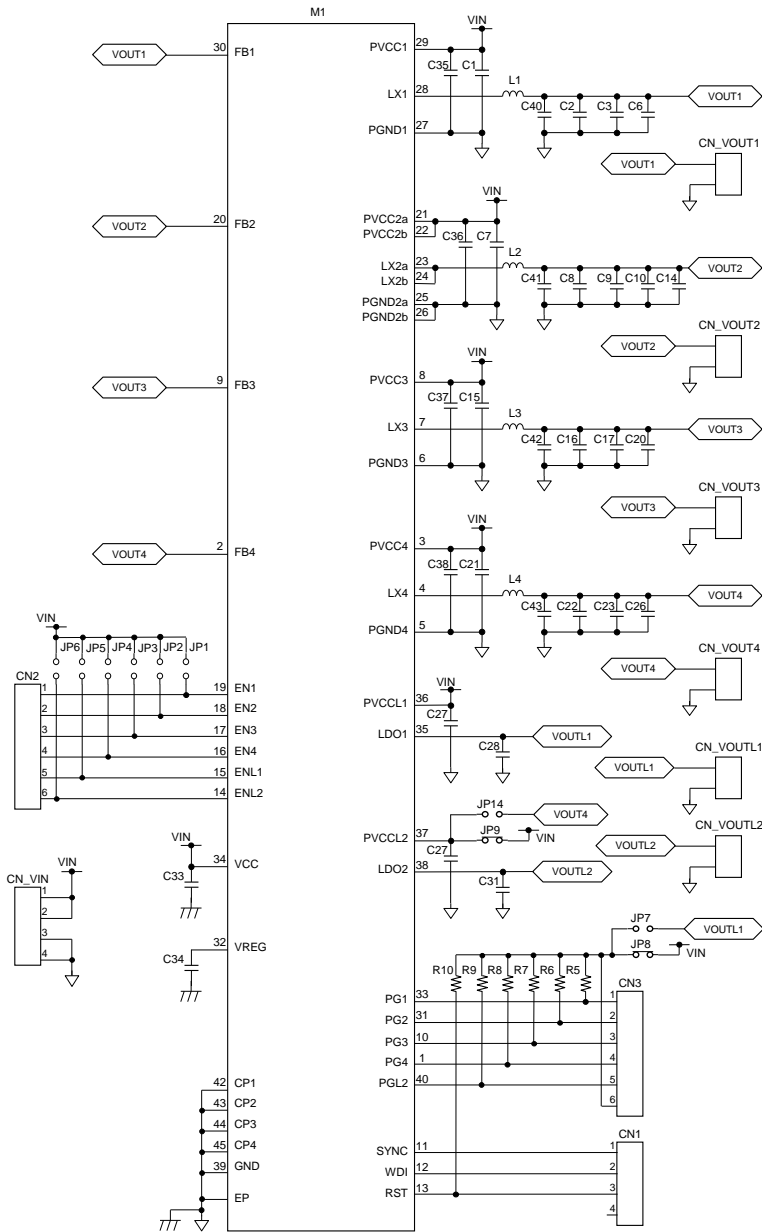 M1
VOUT1 30 FB1
PVCC1 29 VIN
C35 C1
LX1 28 L1
C40 C2 C3 C6 VOUT1
PGND1 27
VOUT1 CN_VOUT1
VOUT2 20 FB2
PVCC2a 21 VIN
PVCC2b 22
C36 C7
LX2a 23 L2
LX2b 24
C41 C8 C9 C10 C14 VOUT2
PGND2a 25
PGND2b 26
VOUT2 CN_VOUT2
VOUT3 9 FB3
PVCC3 8 VIN
C37 C15
LX3 7 L3
C42 C16 C17 C20 VOUT3
PGND3 6
VOUT3 CN_VOUT3
VOUT4 2 FB4
PVCC4 3 VIN
C38 C21
LX4 4 L4
C43 C22 C23 C26 VOUT4
PGND4 5
VOUT4 CN_VOUT4
VIN
JP6 JP5 JP4 JP3 JP2 JP1
CN2
1 19 EN1
2 18 EN2
3 17 EN3
4 16 EN4
5 15 ENL1
6 14 ENL2
PVCCL1 36 VIN
C27
LDO1 35
C28 VOUTL1
VOUTL1 CN_VOUTL1
JP14 VOUT4
PVCCL2 37 JP9 VIN
C27
LDO2 38
C31 VOUTL2
VOUTL2 CN_VOUTL2
VIN
34 VCC
C33
CN_VIN VIN
1
2
3
4
32 VREG
C34
JP7 VOUTL1
JP8 VIN
R10 R9 R8 R7 R6 R5
CN3
PG1 33 1
PG2 31 2
PG3 10 3
PG4 1 4
PGL2 40 5
6
42 CP1
43 CP2
44 CP3
45 CP4
39 GND
EP
CN1
SYNC 11 1
WDI 12 2
RST 13 3
4